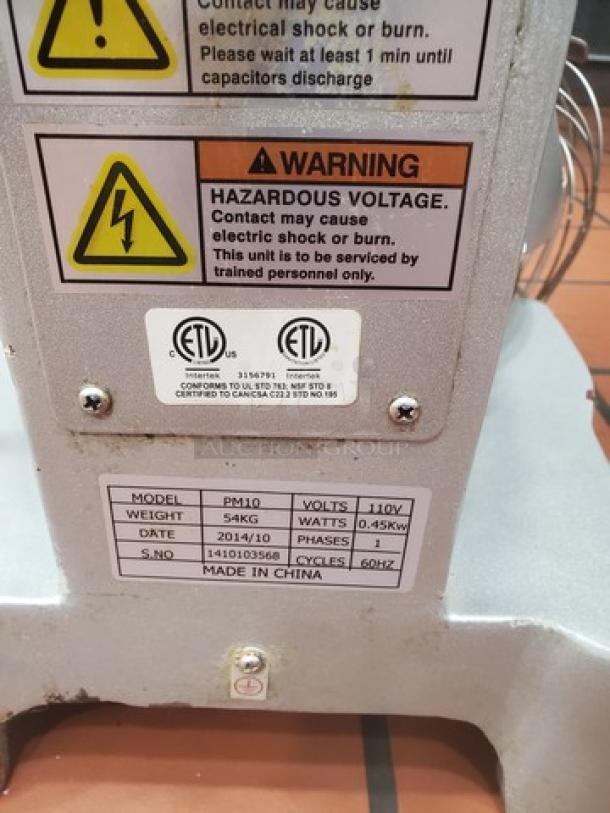 Contact may cause
electrical shock or burn.
Please wait at least 1 min until
capacitors discharge
WARNING
HAZARDOUS VOLTAGE.
Contact may cause
electric shock or burn.
This unit is to be serviced by
trained personnel only.
C ETL US ETL
Intertek 3156791 Intertek
CONFORMS TO UL STD 763; NSF STD 8
CERTIFIED TO CAN/CSA C22.2 STD NO.195
AUCTION GROUP
MODEL PM10 VOLTS 110V
WEIGHT 54KG WATTS 0.45Kw
DATE 2014/10 PHASES 1
S.NO 1410103568 CYCLES 60HZ
MADE IN CHINA